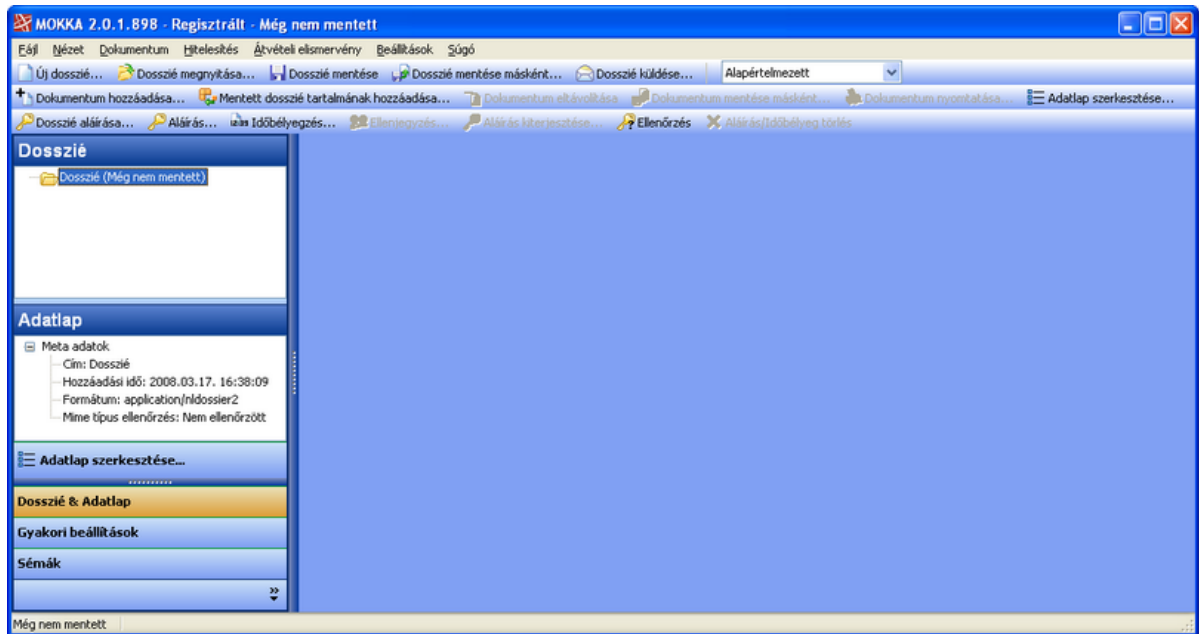 MOKKA 2.0.1.898 - Regisztrált - Még nem mentett
Fájl Nézet Dokumentum Hitelesítés Átvételi elismervény Beállítások Súgó
Új dosszié... Dosszié megnyitása... Dosszié mentése Dosszié mentése másként... Dosszié küldése... Alapértelmezett
Dokumentum hozzáadása... Mentett dosszié tartalmának hozzáadása... Dokumentum eltávolítása Dokumentum mentése másként... Dokumentum nyomtatása... Adatlap szerkesztése...
Dosszié aláírása... Aláírás... Időbélyegzés... Ellenjegyzés... Aláírás kiterjesztése... Ellenőrzés Aláírás/Időbélyeg törlés
Dosszié
Dosszié (Még nem mentett)
Adatlap
Meta adatok
Cím: Dosszié
Hozzáadási idő: 2008.03.17. 16:38:09
Formátum: application/nldossier2
Mime típus ellenőrzés: Nem ellenőrzött
Adatlap szerkesztése...
Dosszié & Adatlap
Gyakori beállítások
Sémák
Még nem mentett